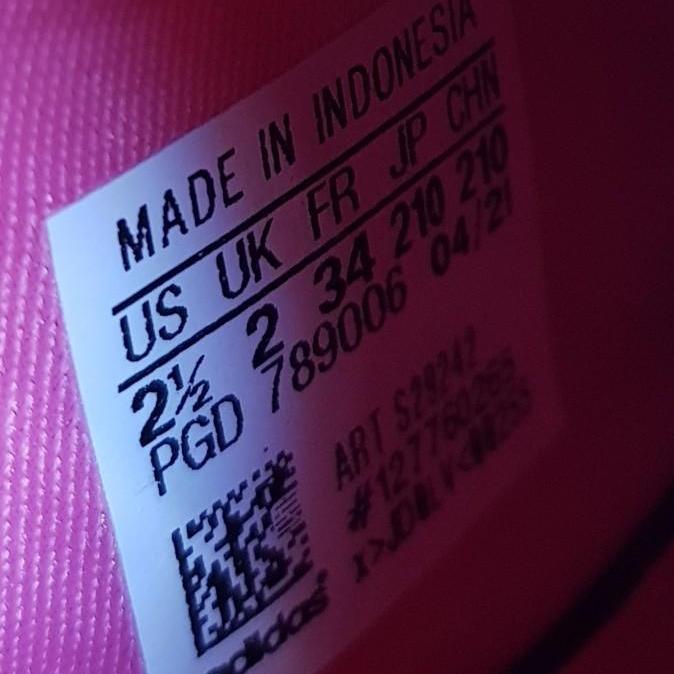 MADE IN INDONESIA
US UK FR JP CHN
2½ 2 34 210 210
PGD 789006 04/21
ART S29242
#127760265
adidas